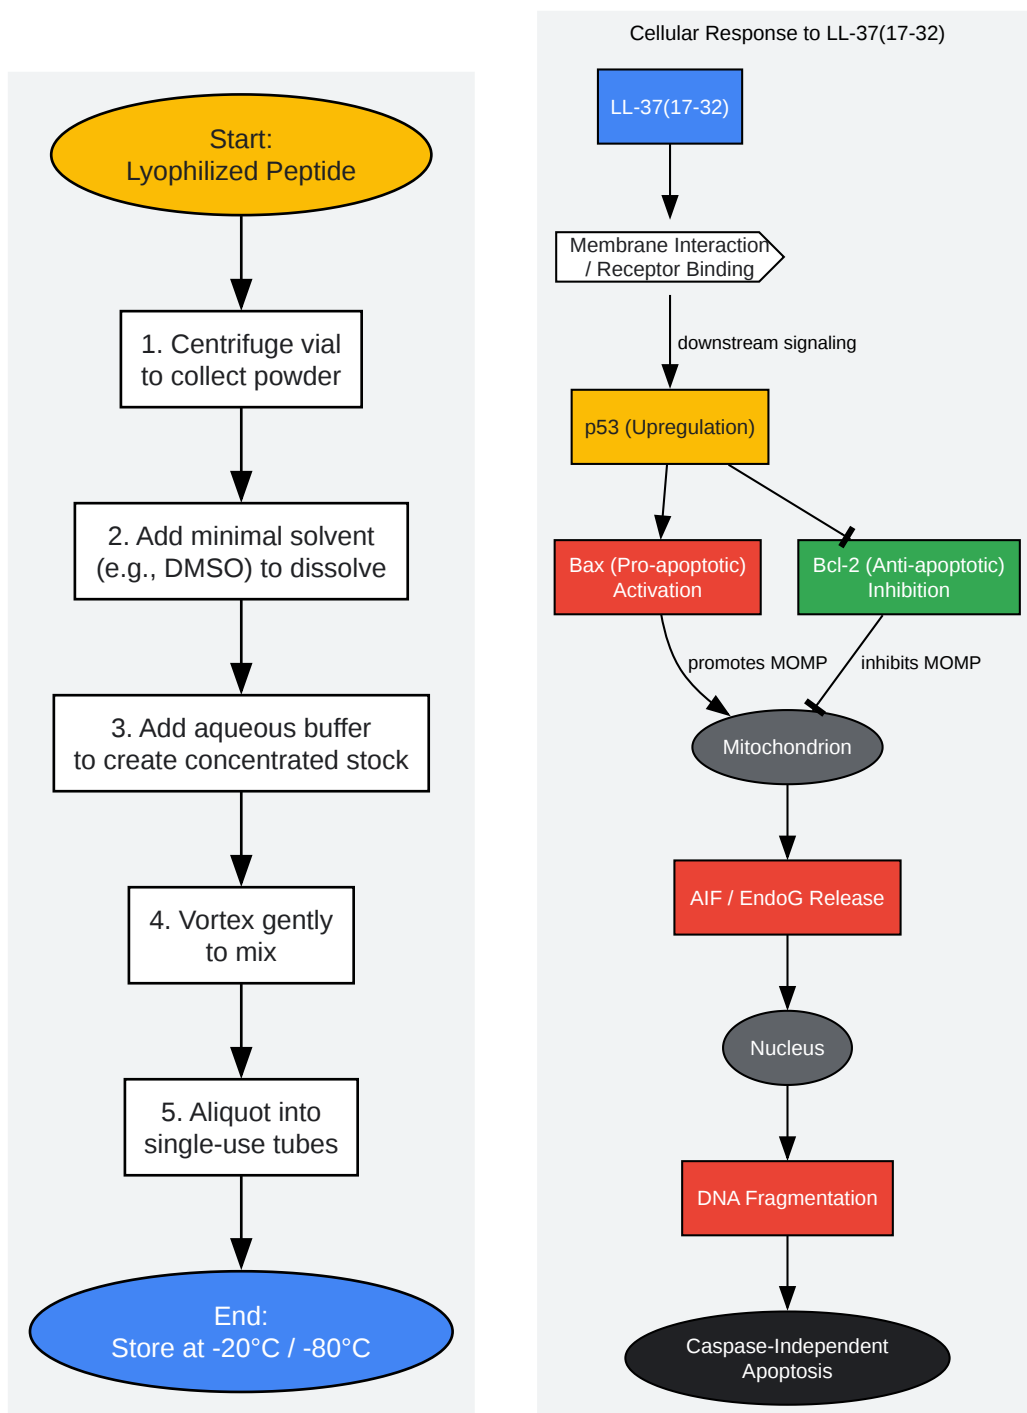 Start:
Lyophilized Peptide
1. Centrifuge vial
to collect powder
2. Add minimal solvent
(e.g., DMSO) to dissolve
3. Add aqueous buffer
to create concentrated stock
4. Vortex gently
to mix
5. Aliquot into
single-use tubes
End:
Store at -20°C / -80°C
Cellular Response to LL-37(17-32)
LL-37(17-32)
Membrane Interaction
/ Receptor Binding
downstream signaling
p53 (Upregulation)
Bax (Pro-apoptotic)
Activation
Bcl-2 (Anti-apoptotic)
Inhibition
promotes MOMP
inhibits MOMP
Mitochondrion
AIF / EndoG Release
Nucleus
DNA Fragmentation
Caspase-Independent
Apoptosis